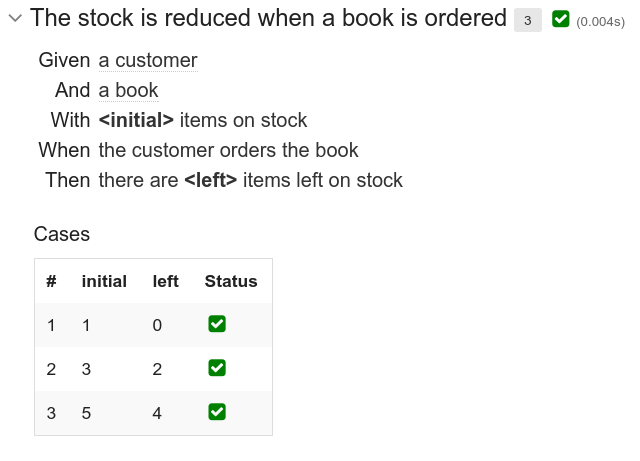 The stock is reduced when a book is ordered 3 (0.004s)
Given a customer
And a book
With <initial> items on stock
When the customer orders the book
Then there are <left> items left on stock
Cases
# initial left Status
1 1 0
2 3 2
3 5 4